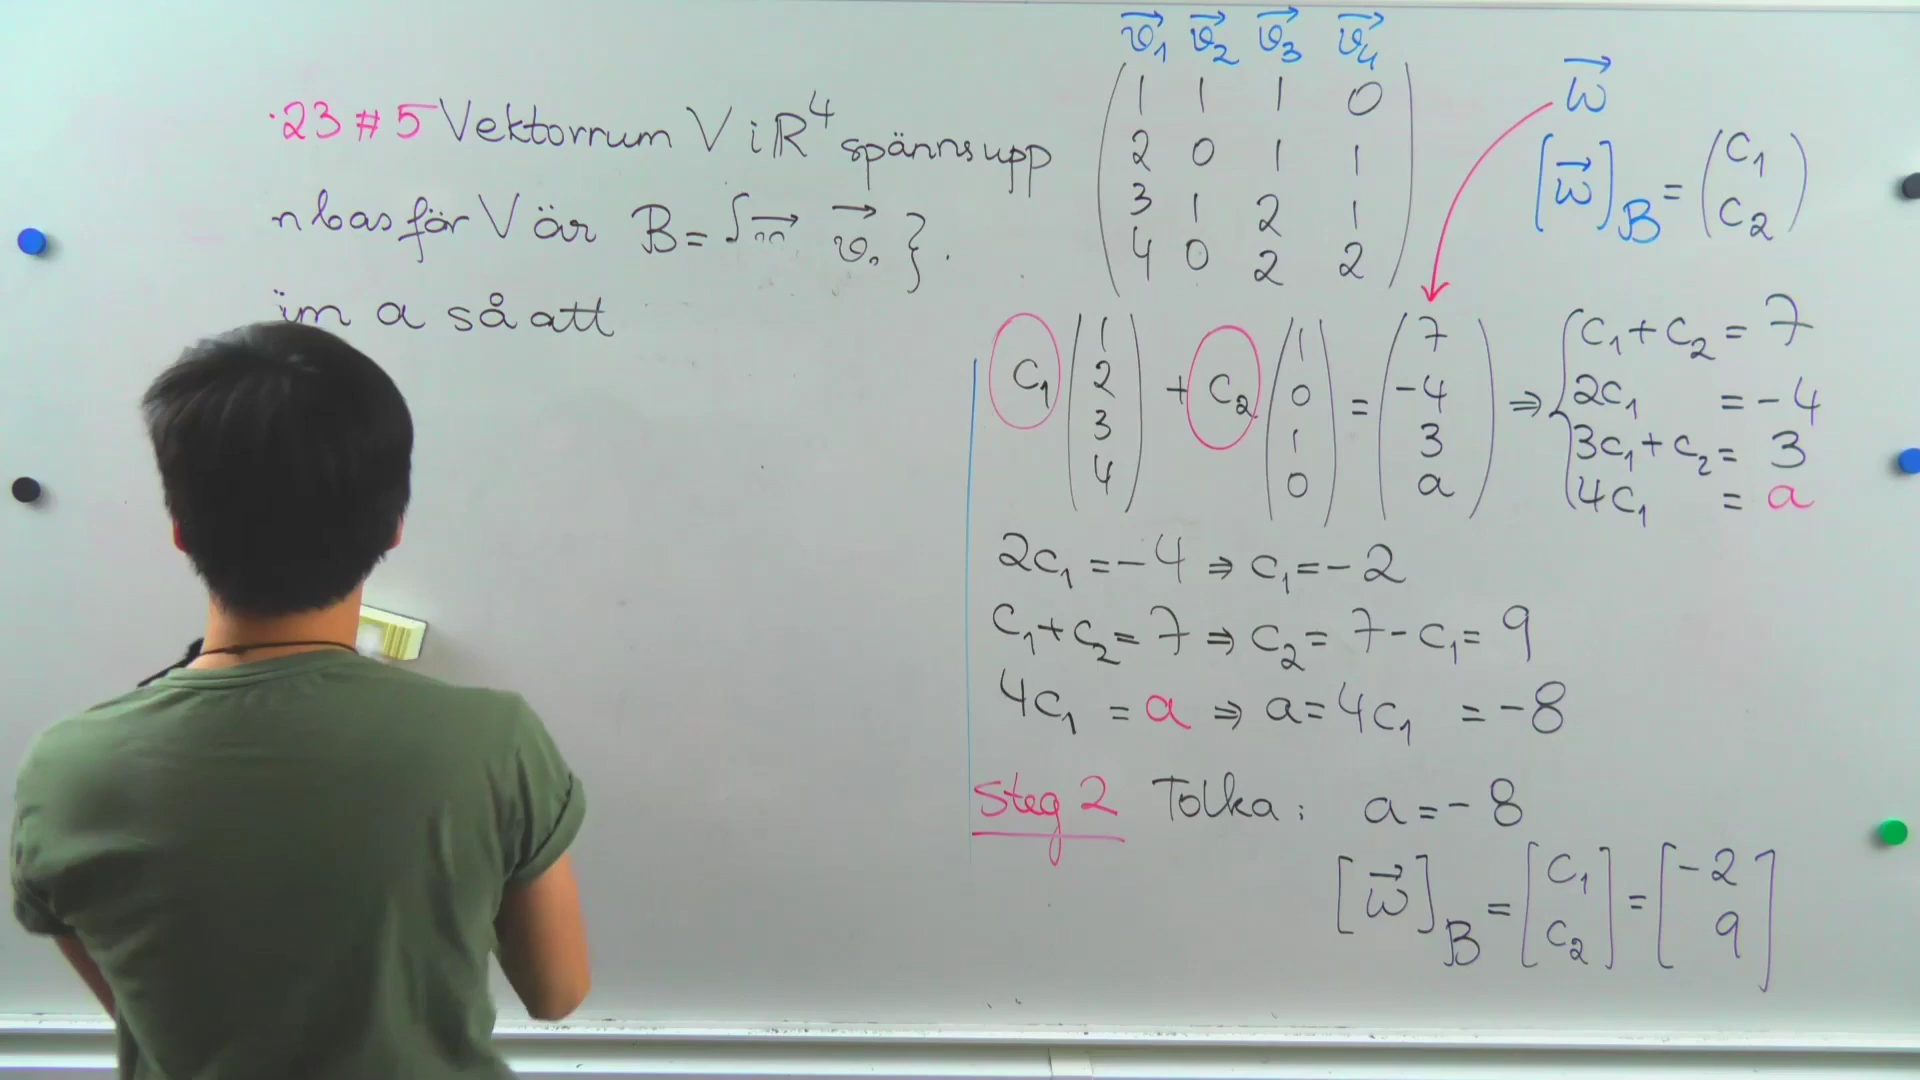 ·23 # 5 Vektorrum V i R⁴ spänns upp
n bas för V är B = { }.
så att
v⃗₁ v⃗₂ v⃗₃ v⃗₄
1 1 1 0
2 0 1 1
3 1 2 1
4 0 2 2
w⃗
[w⃗]_B = (C₁ C₂)
C₁ (1 2 3 4) + C₂ (1 0 1 0) = (7 -4 3 a) ⇒
C₁ + C₂ = 7
2C₁ = -4
3C₁ + C₂ = 3
4C₁ = a
2C₁ = -4 ⇒ C₁ = -2
C₁ + C₂ = 7 ⇒ C₂ = 7 - C₁ = 9
4C₁ = a ⇒ a = 4C₁ = -8
Steg 2 Tolka: a = -8
[w⃗]_B = [C₁ C₂] = [-2 9]